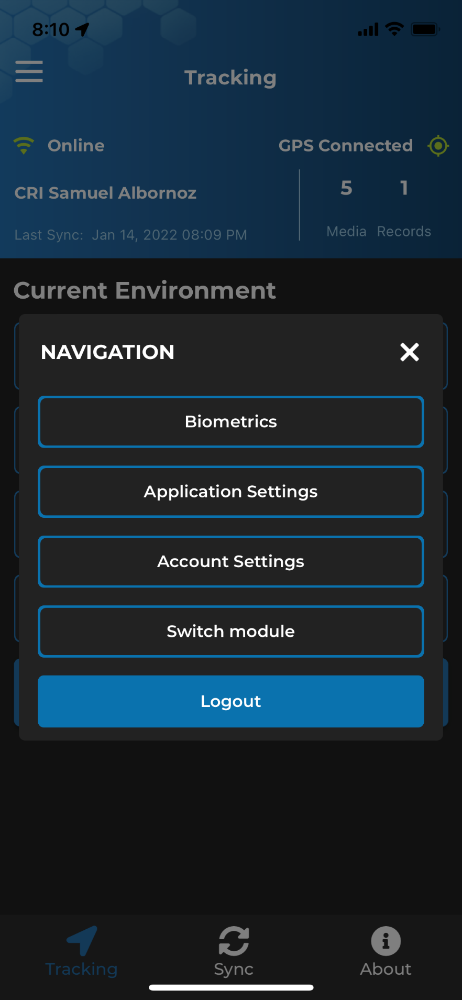 8:10
Tracking
Online
GPS Connected
CRI Samuel Albornoz
5 1
Last Sync: Jan 14, 2022 08:09 PM
Media Records
Current Environment
NAVIGATION
Biometrics
Application Settings
Account Settings
Switch module
Logout
Tracking
Sync
About